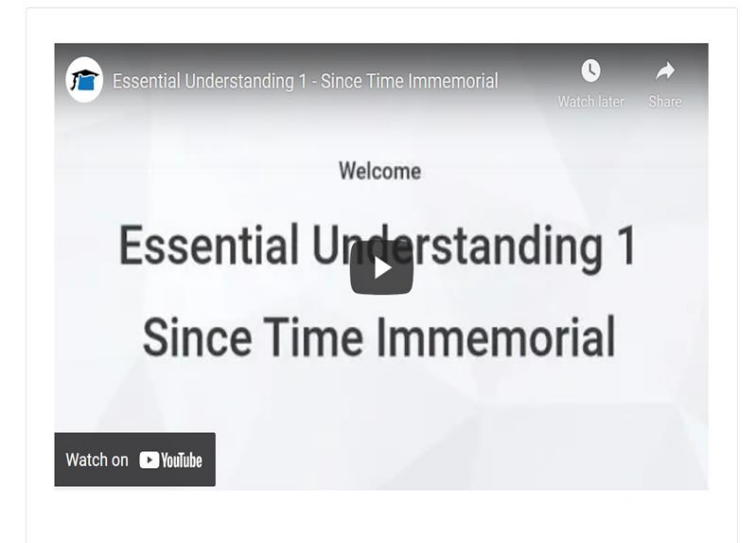 Essential Understanding 1 - Since Time Immemorial
Watch later
Share
Welcome
Essential Understanding 1
Since Time Immemorial
Watch on YouTube